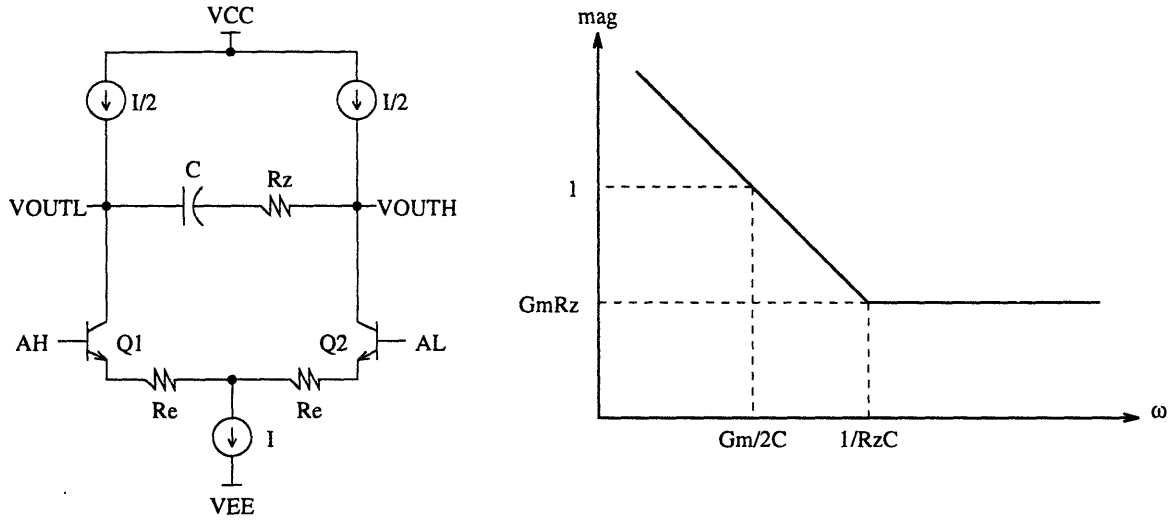 VCC
I/2
I/2
C
Rz
VOUTL
VOUTH
AH
Q1
Q2
AL
Re
Re
I
VEE
mag
1
GmRz
ω
Gm/2C
1/RzC